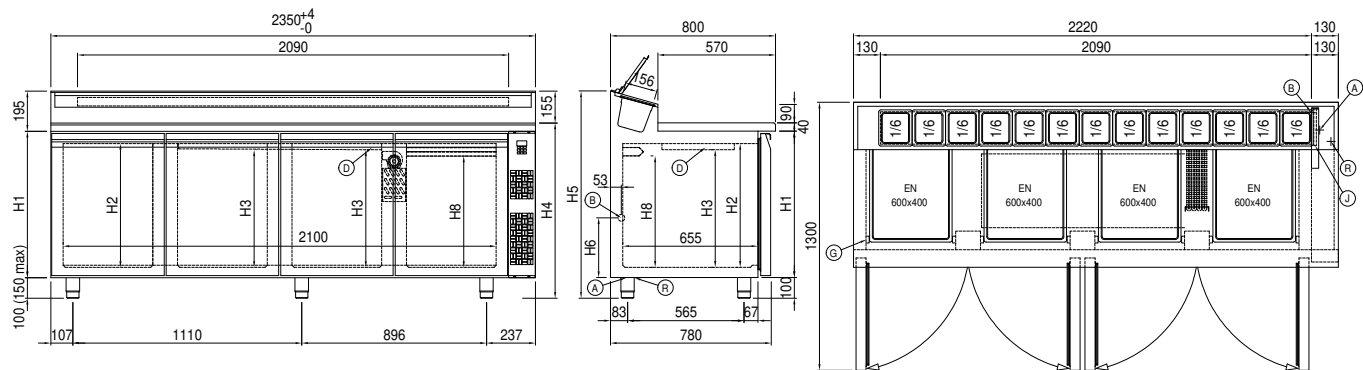 2350+4
-0
2090
195
155
H1
H2
H3
D
H3
H8
H4
2100
100 (150 max)
107
1110
896
237
800
570
156
90
40
H5
53
B
H6
H8
D
H3
H2
H1
655
A
R
100
83
565
67
780
2220
130
130
2090
130
B
A
1/6
1/6
1/6
1/6
1/6
1/6
1/6
1/6
1/6
1/6
1/6
1/6
1/6
R
J
EN
600x400
EN
600x400
EN
600x400
EN
600x400
1300
G